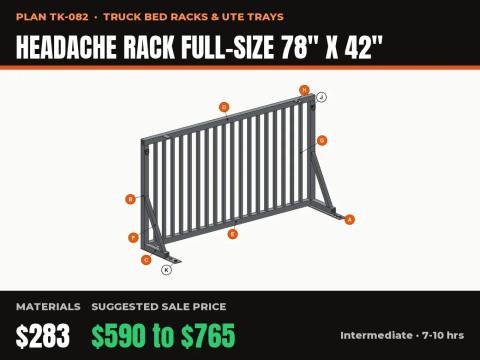 PLAN TK-082 • TRUCK BED RACKS & UTE TRAYS
HEADACHE RACK FULL-SIZE 78" X 42"
H
J
D
G
B
A
F
E
C
K
MATERIALS SUGGESTED SALE PRICE
$283 $590 to $765
Intermediate • 7-10 hrs